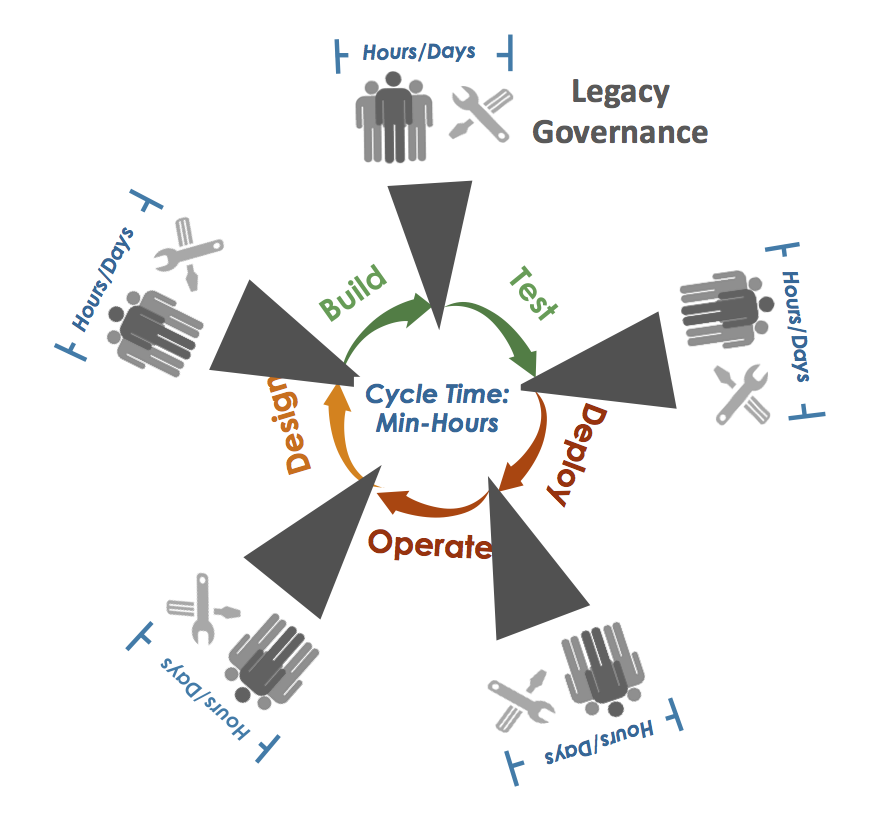 Hours/Days
Legacy
Governance
Hours/Days
Build
Test
Hours/Days
Cycle Time:
Min-Hours
Design
Deploy
Operate
Hours/Days
Hours/Days